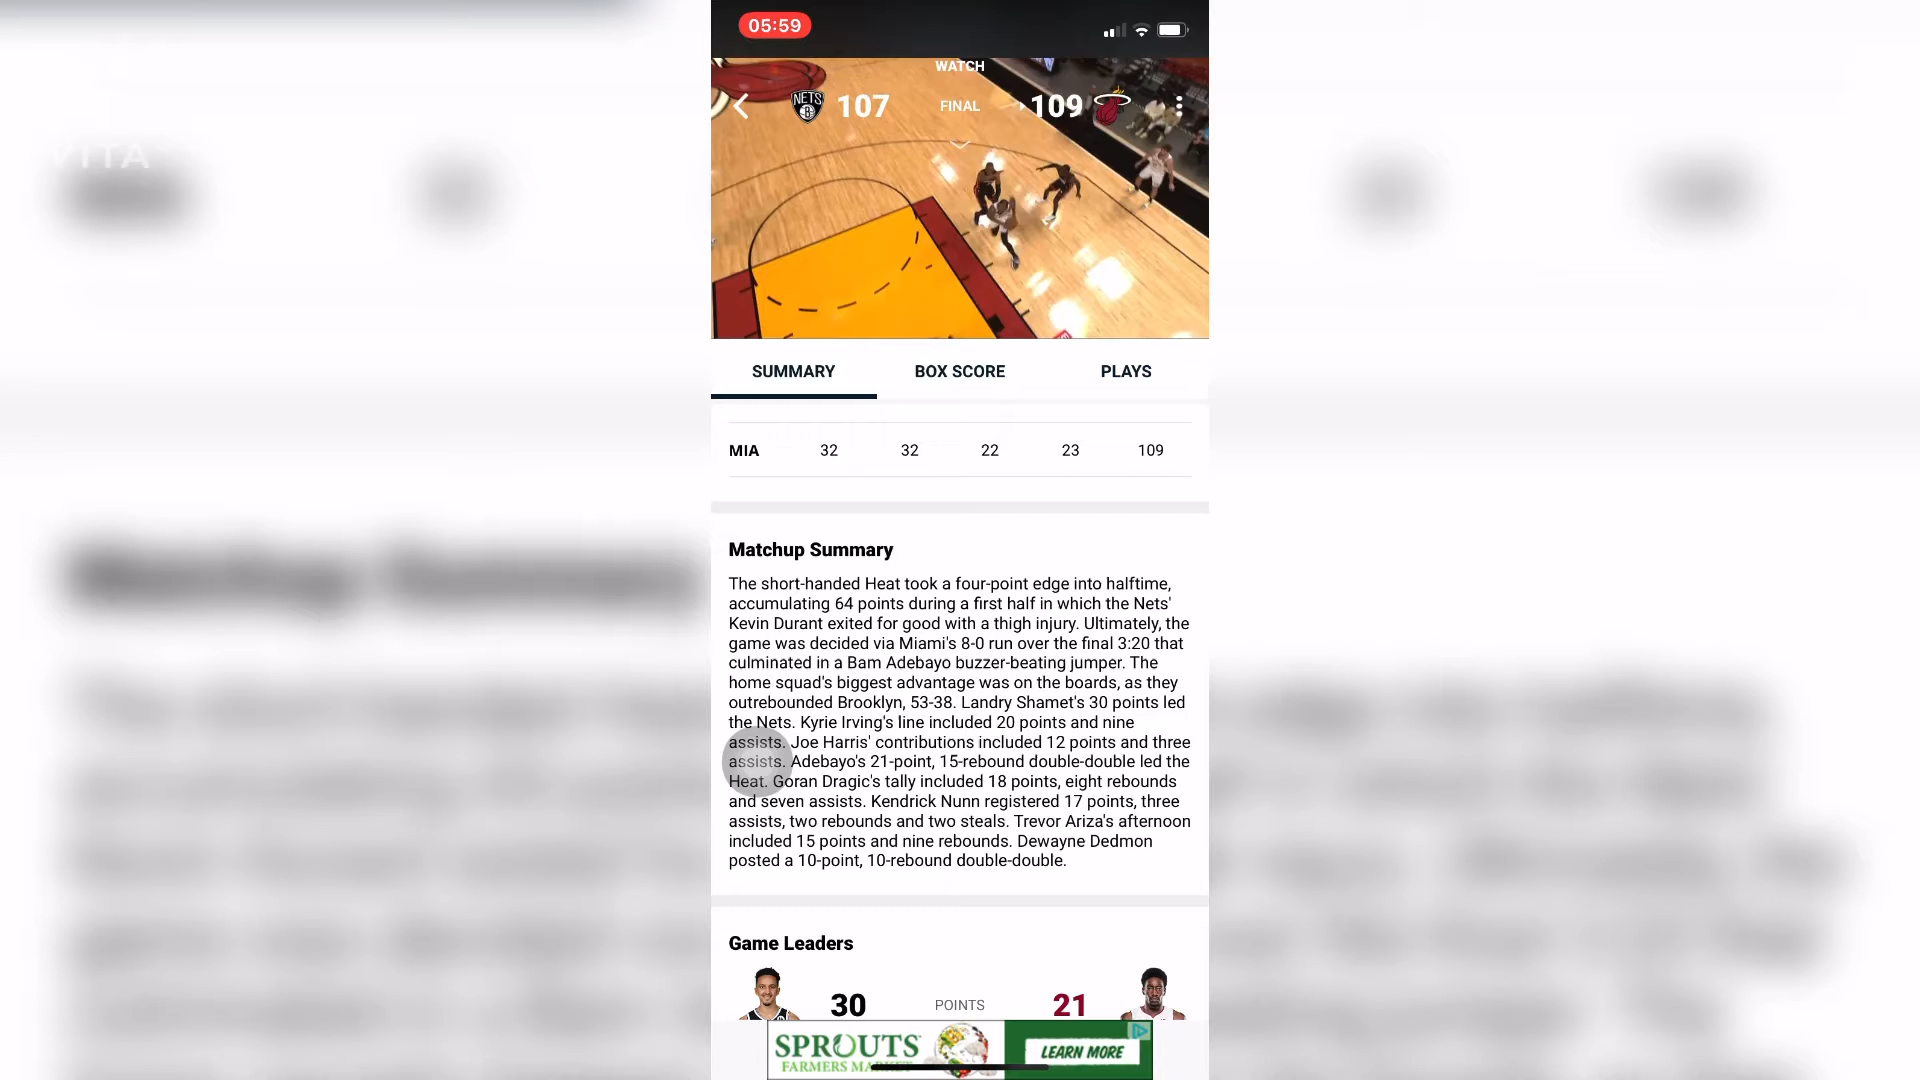 05:59
WATCH
NETS
B
107
FINAL
109
SUMMARY
BOX SCORE
PLAYS
MIA 32 32 22 23 109
Matchup Summary
The short-handed Heat took a four-point edge into halftime,
accumulating 64 points during a first half in which the Nets'
Kevin Durant exited for good with a thigh injury. Ultimately, the
game was decided via Miami's 8-0 run over the final 3:20 that
culminated in a Bam Adebayo buzzer-beating jumper. The
home squad's biggest advantage was on the boards, as they
outrebounded Brooklyn, 53-38. Landry Shamet's 30 points led
the Nets. Kyrie Irving's line included 20 points and nine
assists. Joe Harris' contributions included 12 points and three
assists. Adebayo's 21-point, 15-rebound double-double led the
Heat. Goran Dragic's tally included 18 points, eight rebounds
and seven assists. Kendrick Nunn registered 17 points, three
assists, two rebounds and two steals. Trevor Ariza's afternoon
included 15 points and nine rebounds. Dewayne Dedmon
posted a 10-point, 10-rebound double-double.
Game Leaders
30 POINTS 21
SPROUTS
FARMERS MARKET
LEARN MORE